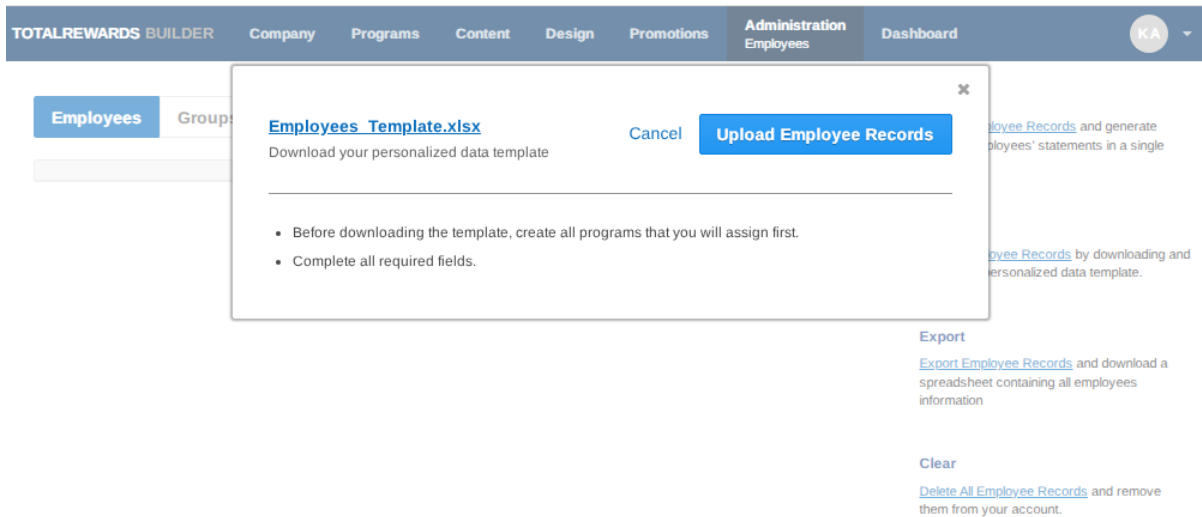 TOTALREWARDS BUILDER Company Programs Content Design Promotions Administration Employees Dashboard KA
Employees
Employees_Template.xlsx
Download your personalized data template
Cancel
Upload Employee Records
Before downloading the template, create all programs that you will assign first.
Complete all required fields.
Records and generate
statements in a single
Records by downloading and
data template.
Export
Export Employee Records and download a
spreadsheet containing all employees
information
Clear
Delete All Employee Records and remove
them from your account.